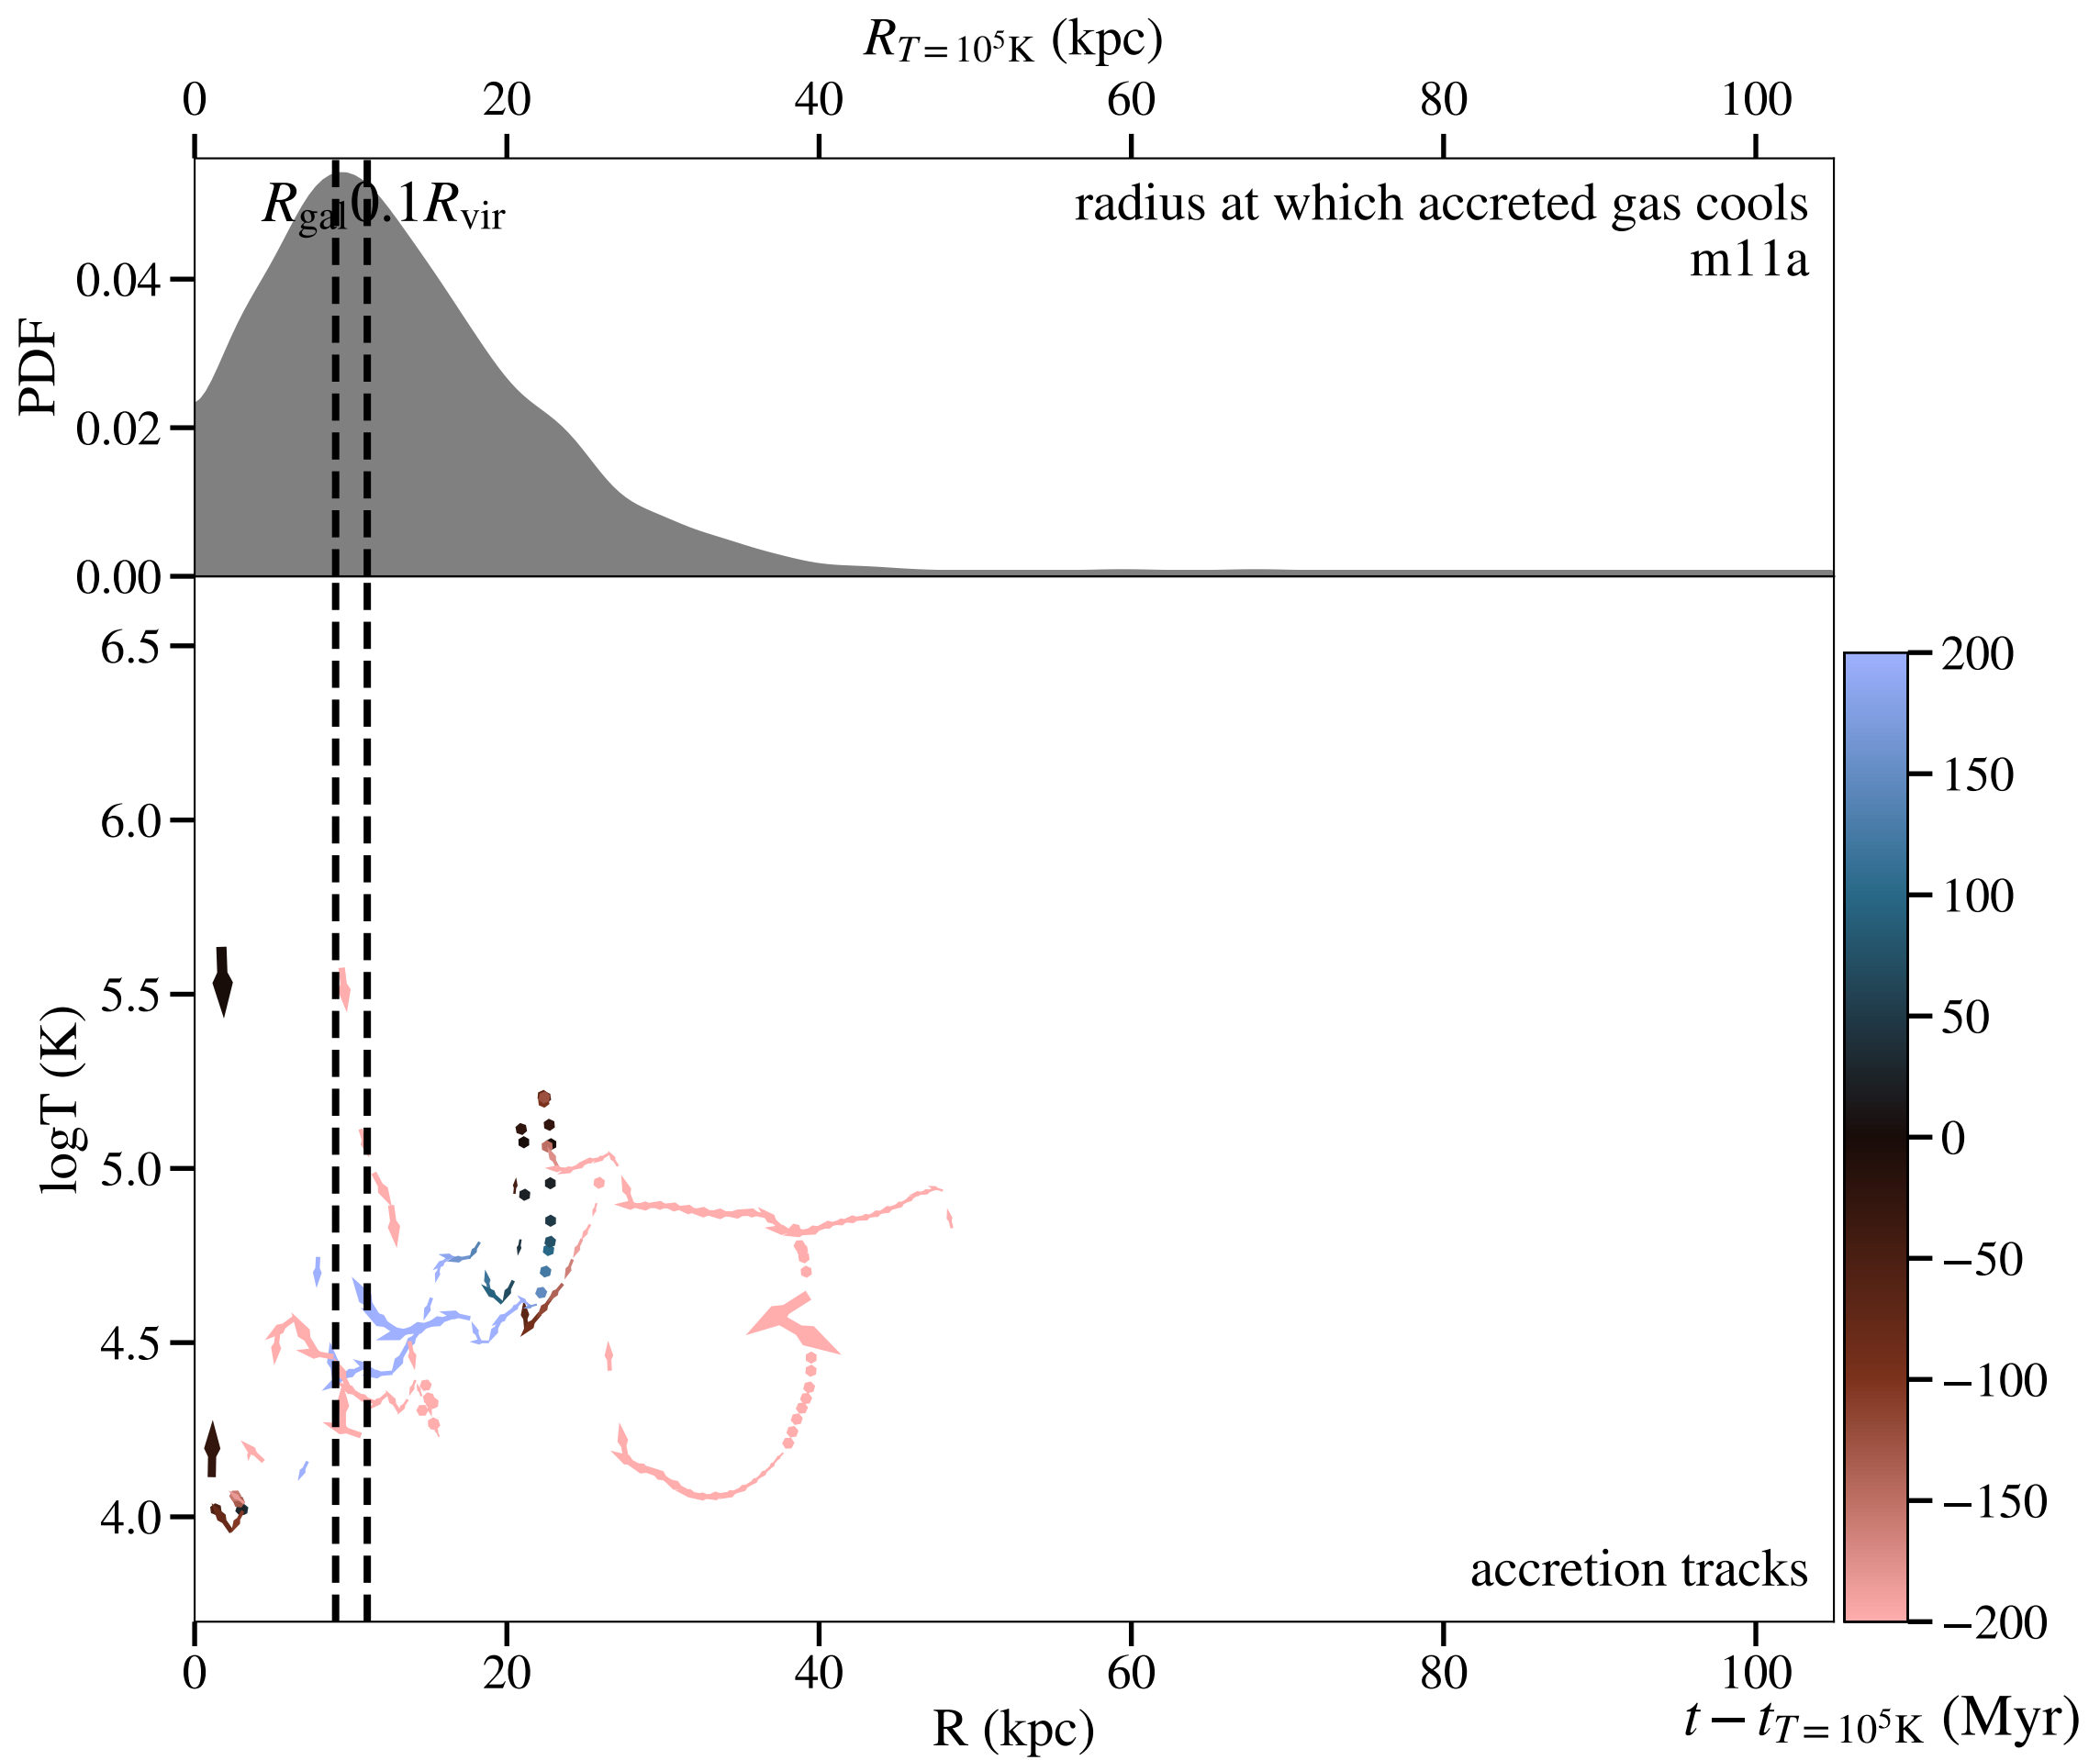 R_{T=10^5K} (kpc)
0 20 40 60 80 100
R_gal 0.1R_vir
radius at which accreted gas cools
m11a
PDF
0.04
0.02
0.00
6.5
6.0
5.5
5.0
4.5
4.0
logT (K)
accretion tracks
0 20 40 60 80 100
R (kpc)
200
150
100
50
0
−50
−100
−150
−200
t − t_{T=10^5K} (Myr)